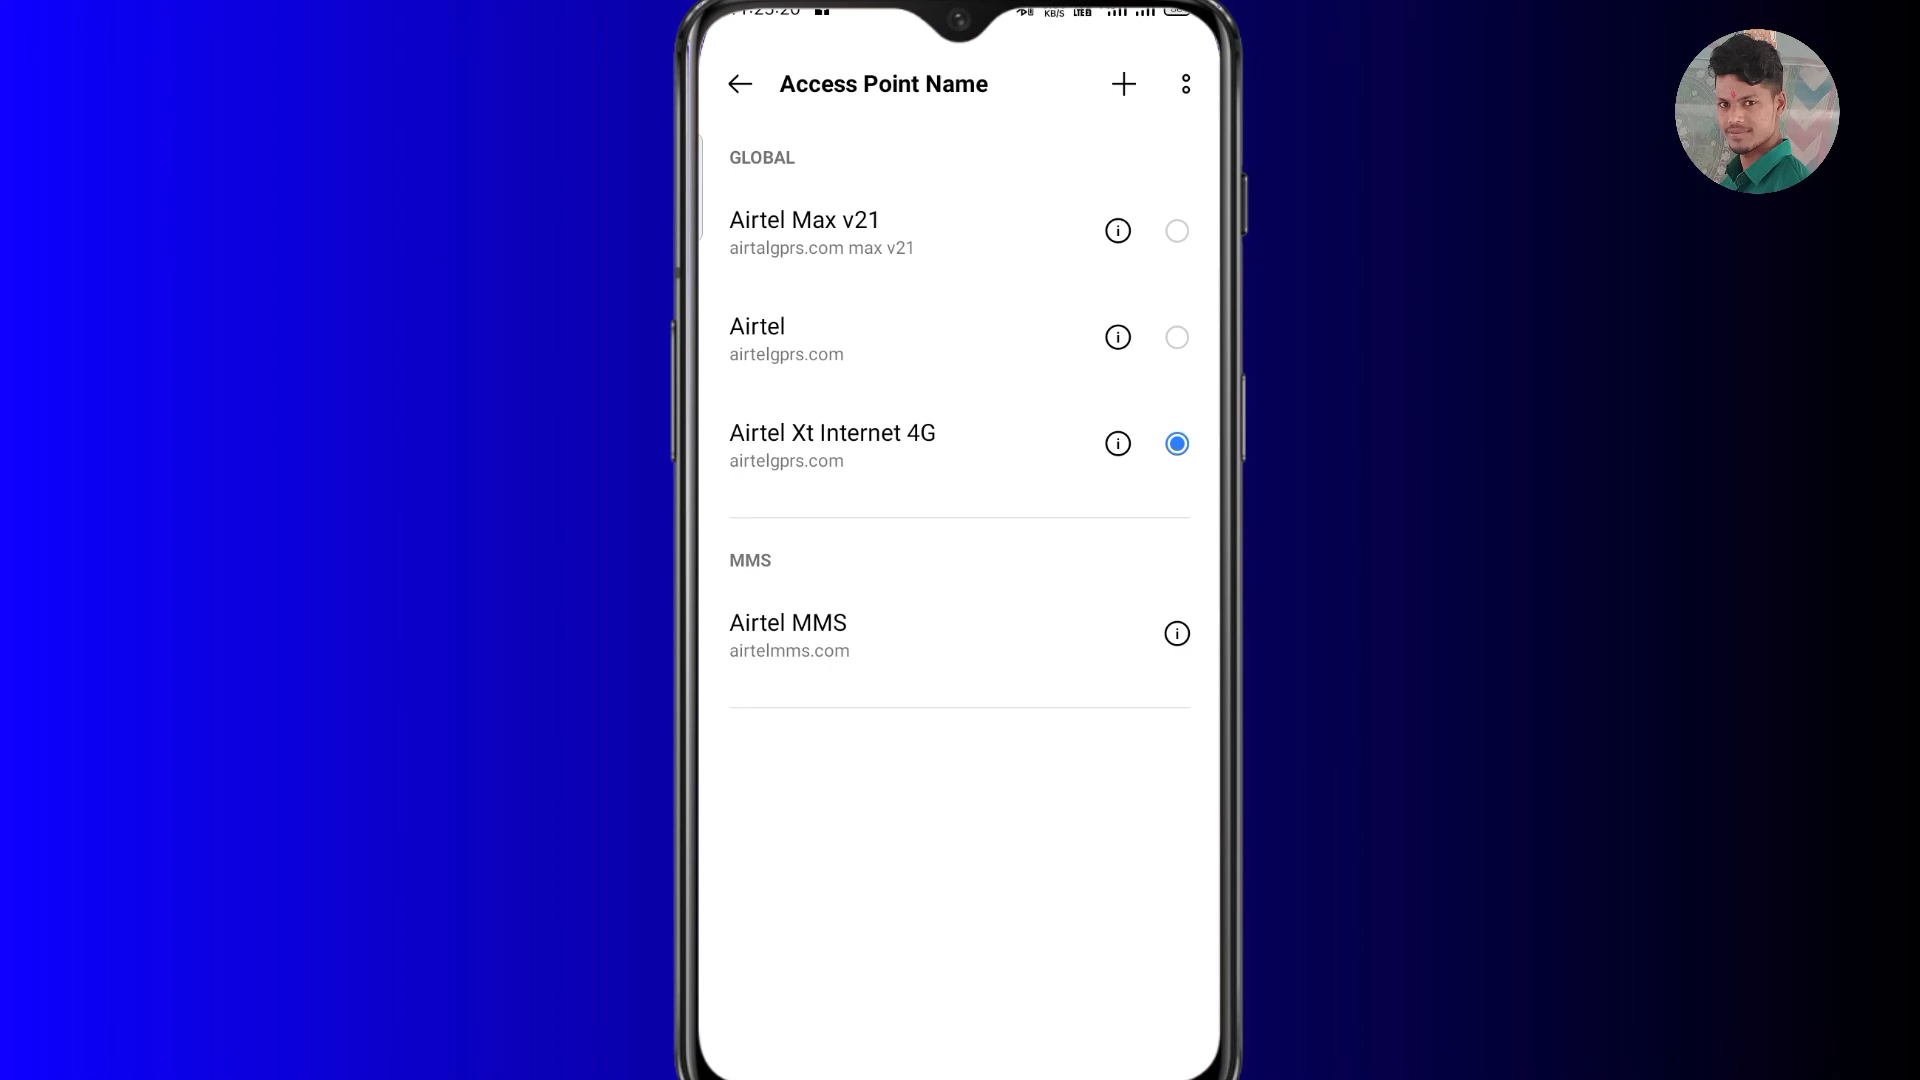 KB/S
Access Point Name
GLOBAL
Airtel Max v21
airtalgprs.com max v21
Airtel
airtelgprs.com
Airtel Xt Internet 4G
airtelgprs.com
MMS
Airtel MMS
airtelmms.com